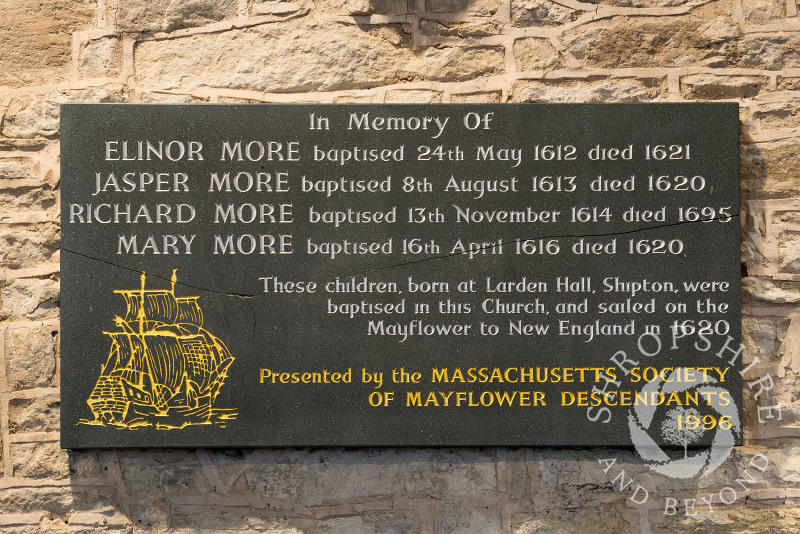 In Memory Of
ELINOR MORE baptised 24th May 1612 died 1621
JASPER MORE baptised 8th August 1613 died 1620
RICHARD MORE baptised 13th November 1614 died 1695
MARY MORE baptised 16th April 1616 died 1620
These children, born at Larden Hall, Shipton, were
baptised in this Church, and sailed on the
Mayflower to New England in 1620
Presented by the MASSACHUSETTS SOCIETY
OF MAYFLOWER DESCENDANTS
1996
SHROPSHIRE
AND BEYOND